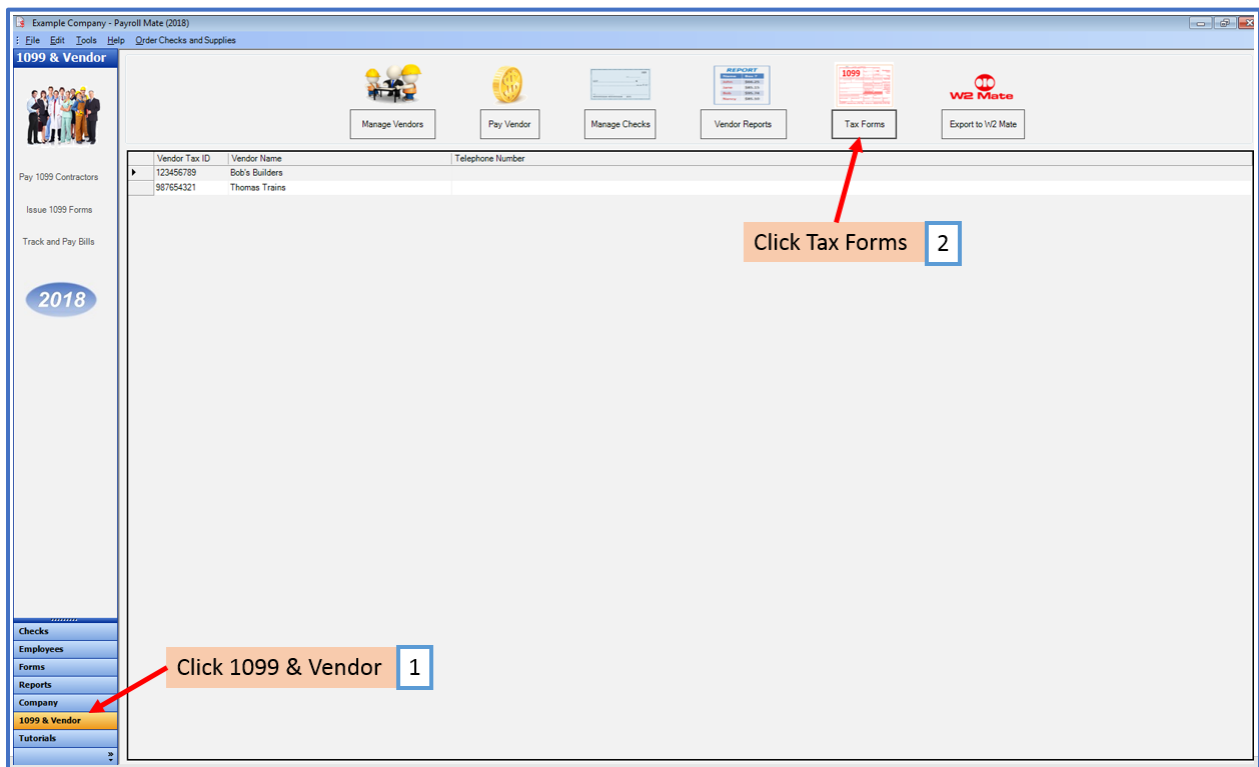 Example Company - Payroll Mate (2018)
File Edit Tools Help Order Checks and Supplies
1099 & Vendor
REPORT
1099
W2 Mate
Manage Vendors Pay Vendor Manage Checks Vendor Reports Tax Forms Export to W2 Mate
Vendor Tax ID Vendor Name Telephone Number
123456789 Bob's Builders
987654321 Thomas Trains
Pay 1099 Contractors
Issue 1099 Forms
Track and Pay Bills
2018
Click Tax Forms 2
Checks
Employees
Forms
Reports
Company
1099 & Vendor
Tutorials
Click 1099 & Vendor 1